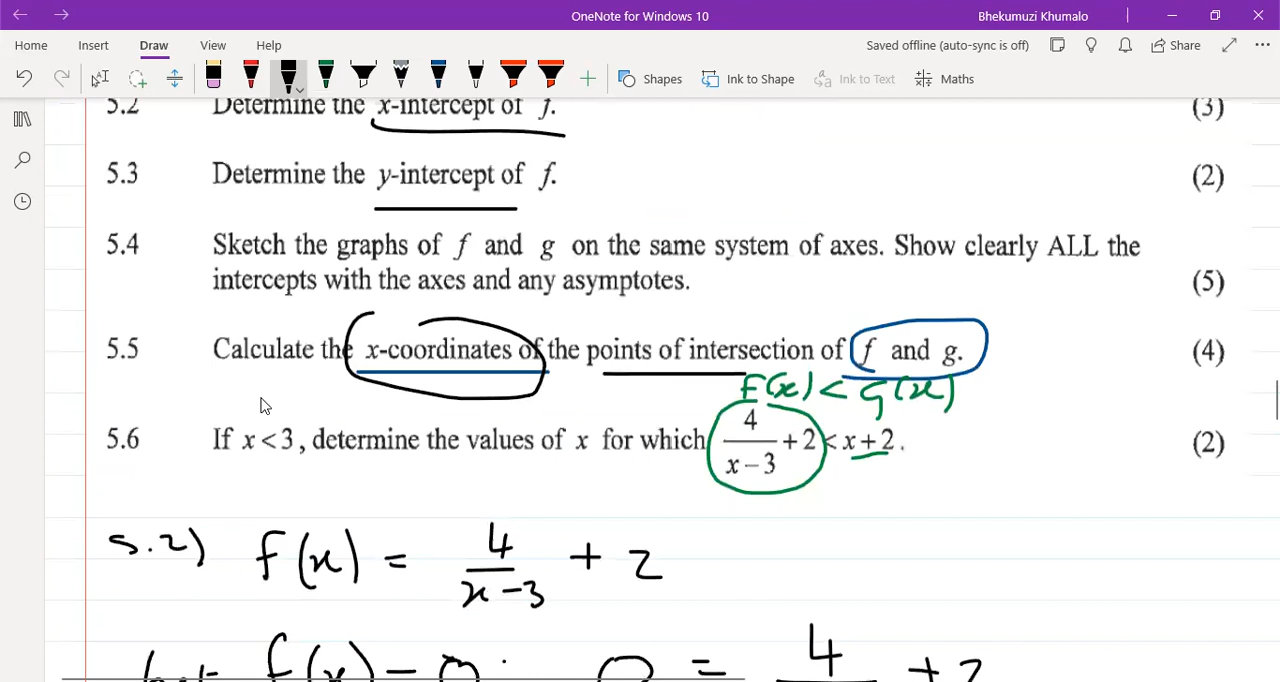 OneNote for Windows 10
Bhekumuzi Khumalo
Home Insert Draw View Help
Saved offline (auto-sync is off) Share
Shapes Ink to Shape Ink to Text Maths
5.2 Determine the x-intercept of f. (3)
5.3 Determine the y-intercept of f. (2)
5.4 Sketch the graphs of f and g on the same system of axes. Show clearly ALL the
intercepts with the axes and any asymptotes. (5)
5.5 Calculate the x-coordinates of the points of intersection of f and g. (4)
F(x) < G(x)
5.6 If x < 3, determine the values of x for which 4/(x – 3) + 2 < x + 2. (2)
5.2) f(x) = 4/(x – 3) + 2
let f(x) = 0: 0 = 4 + 2